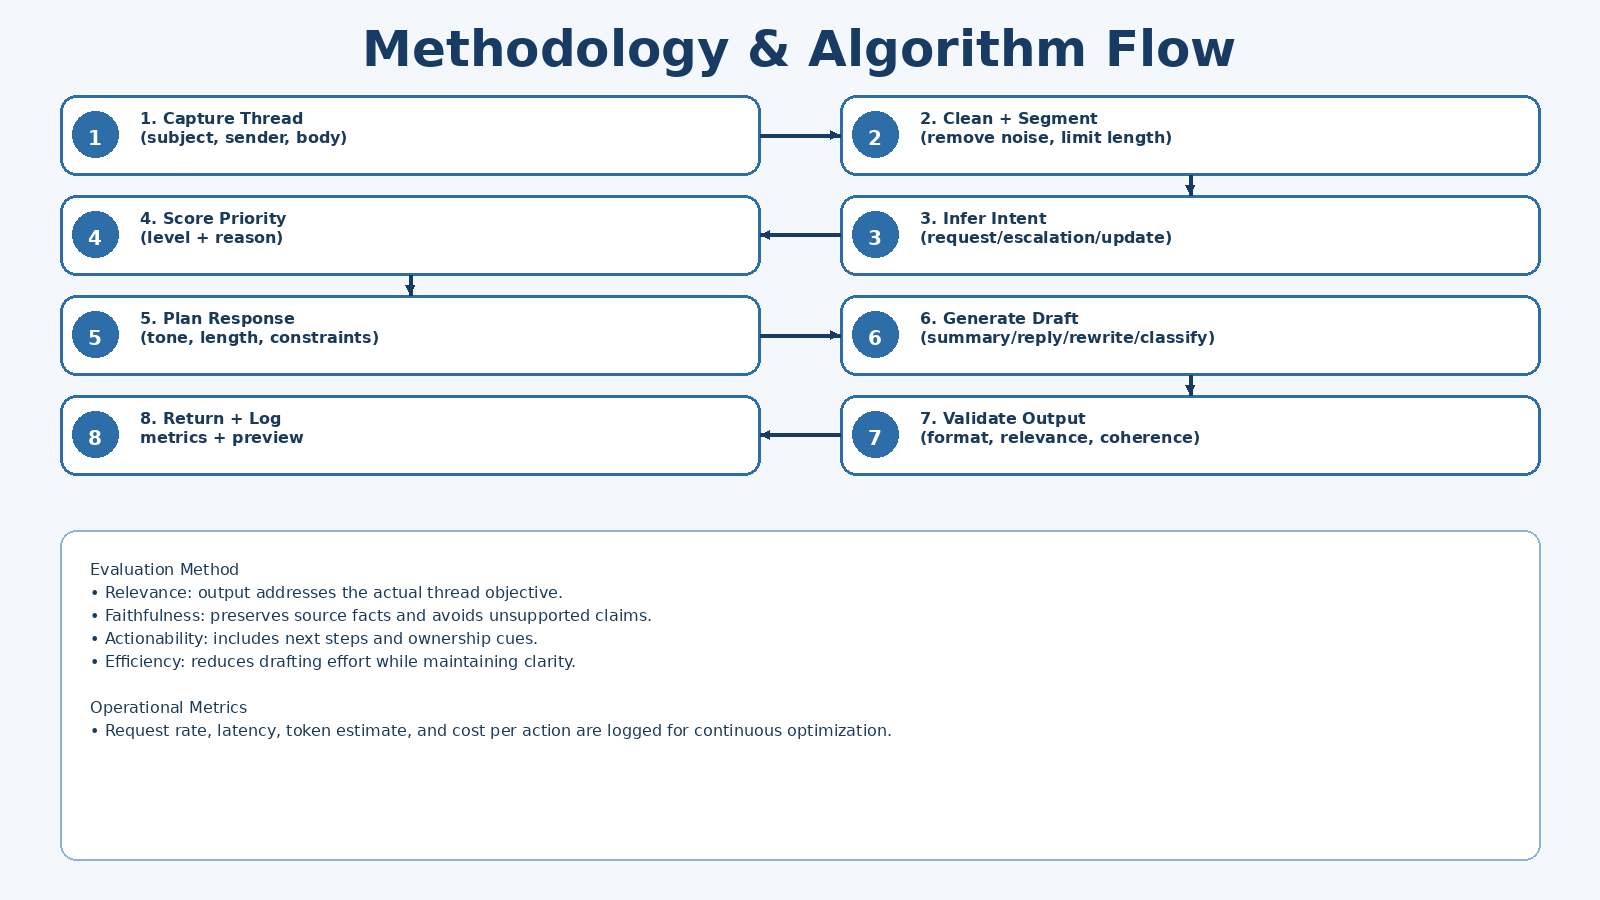 Methodology & Algorithm Flow
1
1. Capture Thread
(subject, sender, body)
2
2. Clean + Segment
(remove noise, limit length)
4
4. Score Priority
(level + reason)
3
3. Infer Intent
(request/escalation/update)
5
5. Plan Response
(tone, length, constraints)
6
6. Generate Draft
(summary/reply/rewrite/classify)
8
8. Return + Log
metrics + preview
7
7. Validate Output
(format, relevance, coherence)
Evaluation Method
• Relevance: output addresses the actual thread objective.
• Faithfulness: preserves source facts and avoids unsupported claims.
• Actionability: includes next steps and ownership cues.
• Efficiency: reduces drafting effort while maintaining clarity.
Operational Metrics
• Request rate, latency, token estimate, and cost per action are logged for continuous optimization.